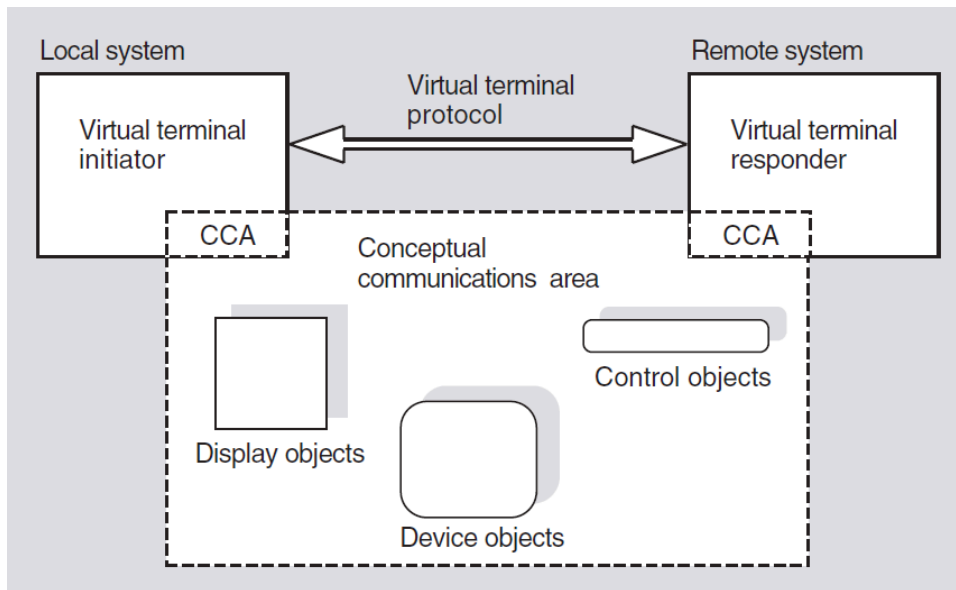 Local system
Remote system
Virtual terminal
protocol
Virtual terminal
initiator
Virtual terminal
responder
CCA
CCA
Conceptual
communications area
Control objects
Display objects
Device objects